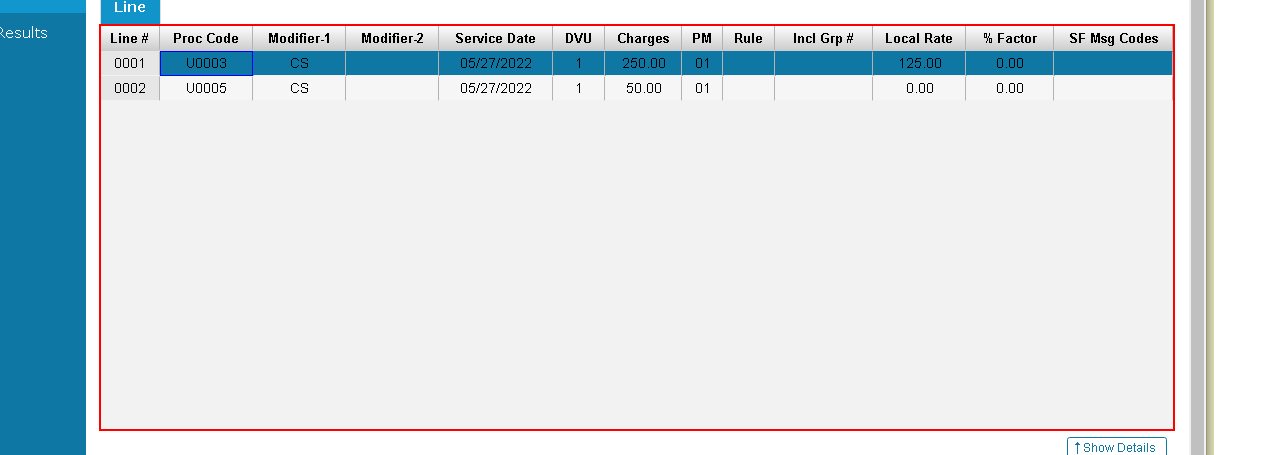 Line
Results
Line # Proc Code Modifier-1 Modifier-2 Service Date DVU Charges PM Rule Incl Grp # Local Rate % Factor SF Msg Codes
0001 U0003 CS 05/27/2022 1 250.00 01 125.00 0.00
0002 U0005 CS 05/27/2022 1 50.00 01 0.00 0.00
↑ Show Details